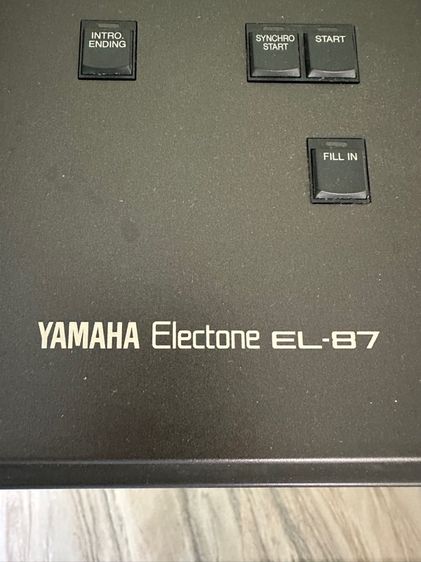 INTRO.
ENDING
SYNCHRO
START
START
FILL IN
YAMAHA Electone EL-87